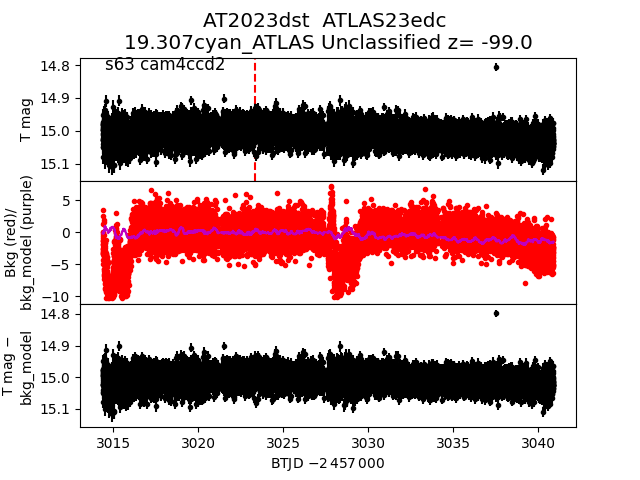 AT2023dst  ATLAS23edc
19.307cyan_ATLAS Unclassified z= -99.0
s63 cam4ccd2
T mag
14.8
14.9
15.0
15.1
Bkg (red)/
bkg_model (purple)
5
0
−5
−10
T mag −
bkg_model
14.8
14.9
15.0
15.1
3015
3020
3025
3030
3035
3040
BTJD −2 457 000